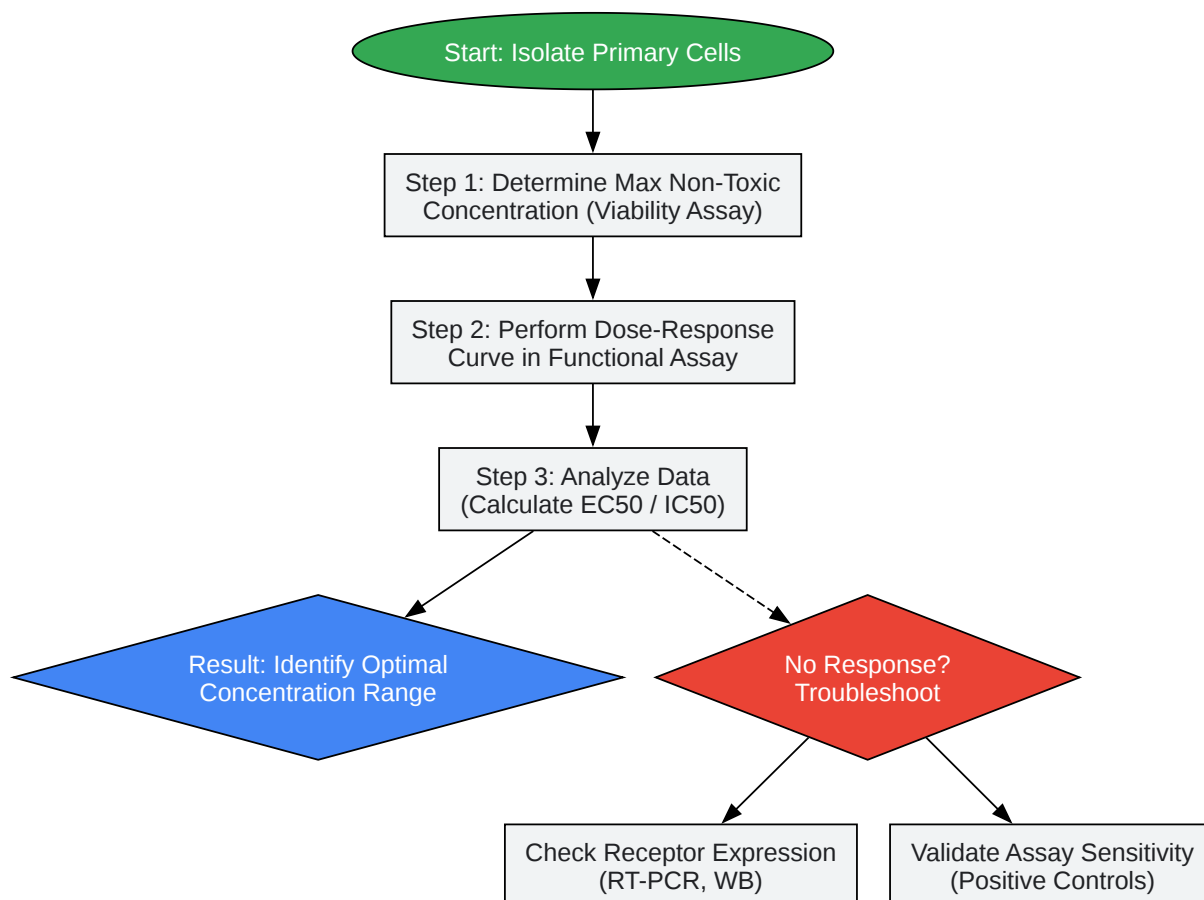 Start: Isolate Primary Cells
Step 1: Determine Max Non-Toxic
Concentration (Viability Assay)
Step 2: Perform Dose-Response
Curve in Functional Assay
Step 3: Analyze Data
(Calculate EC50 / IC50)
Result: Identify Optimal
Concentration Range
No Response?
Troubleshoot
Check Receptor Expression
(RT-PCR, WB)
Validate Assay Sensitivity
(Positive Controls)